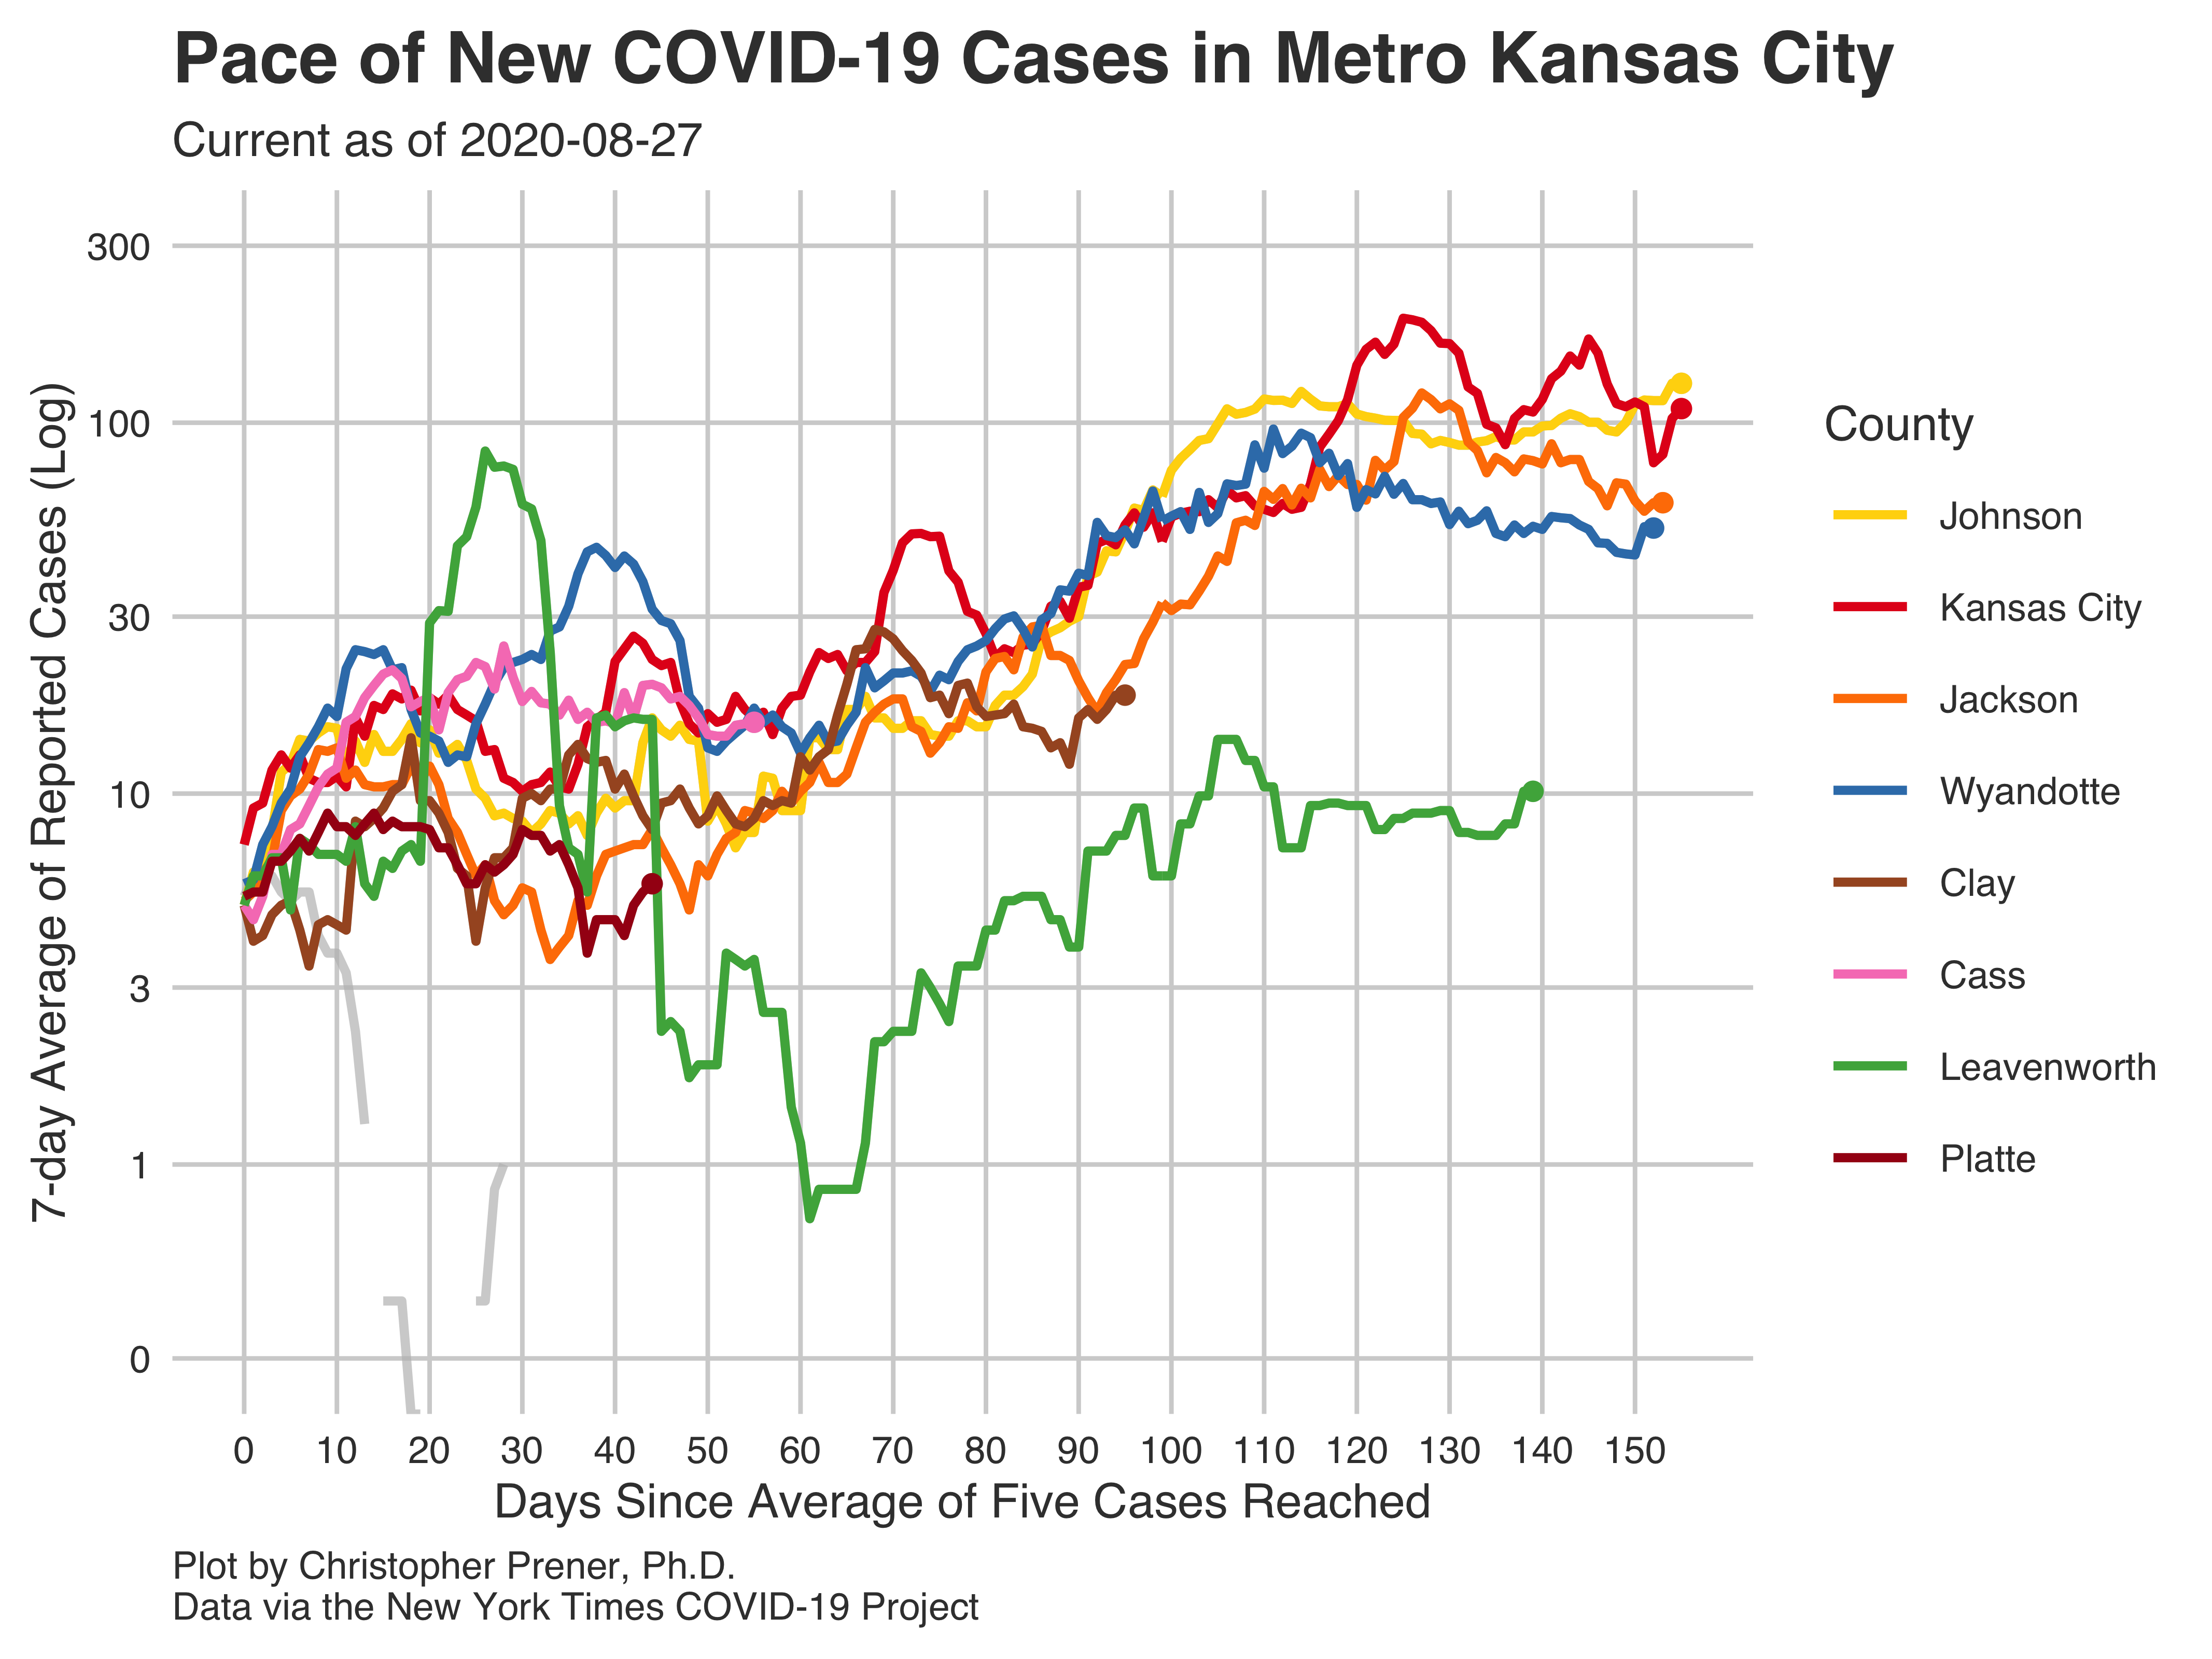 Pace of New COVID-19 Cases in Metro Kansas City
Current as of 2020-08-27
7-day Average of Reported Cases (Log)
300
100
30
10
3
1
0
0 10 20 30 40 50 60 70 80 90 100 110 120 130 140 150
Days Since Average of Five Cases Reached
County
Johnson
Kansas City
Jackson
Wyandotte
Clay
Cass
Leavenworth
Platte
Plot by Christopher Prener, Ph.D.
Data via the New York Times COVID-19 Project